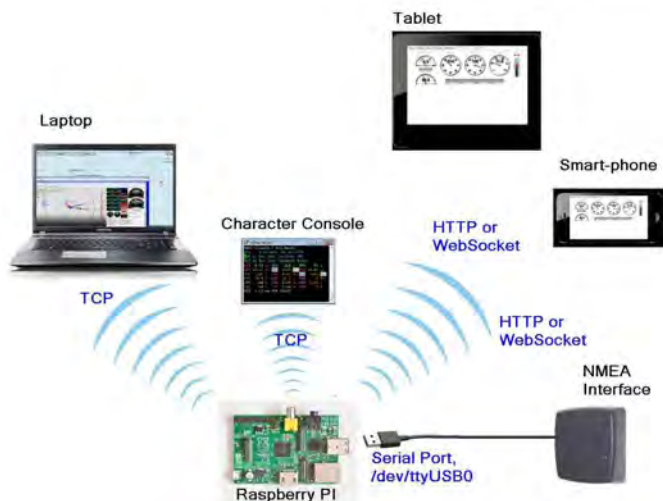 Tablet
Laptop
Smart-phone
Character Console
HTTP or
WebSocket
TCP
HTTP or
WebSocket
TCP
NMEA
Interface
Serial Port,
/dev/ttyUSB0
Raspberry PI